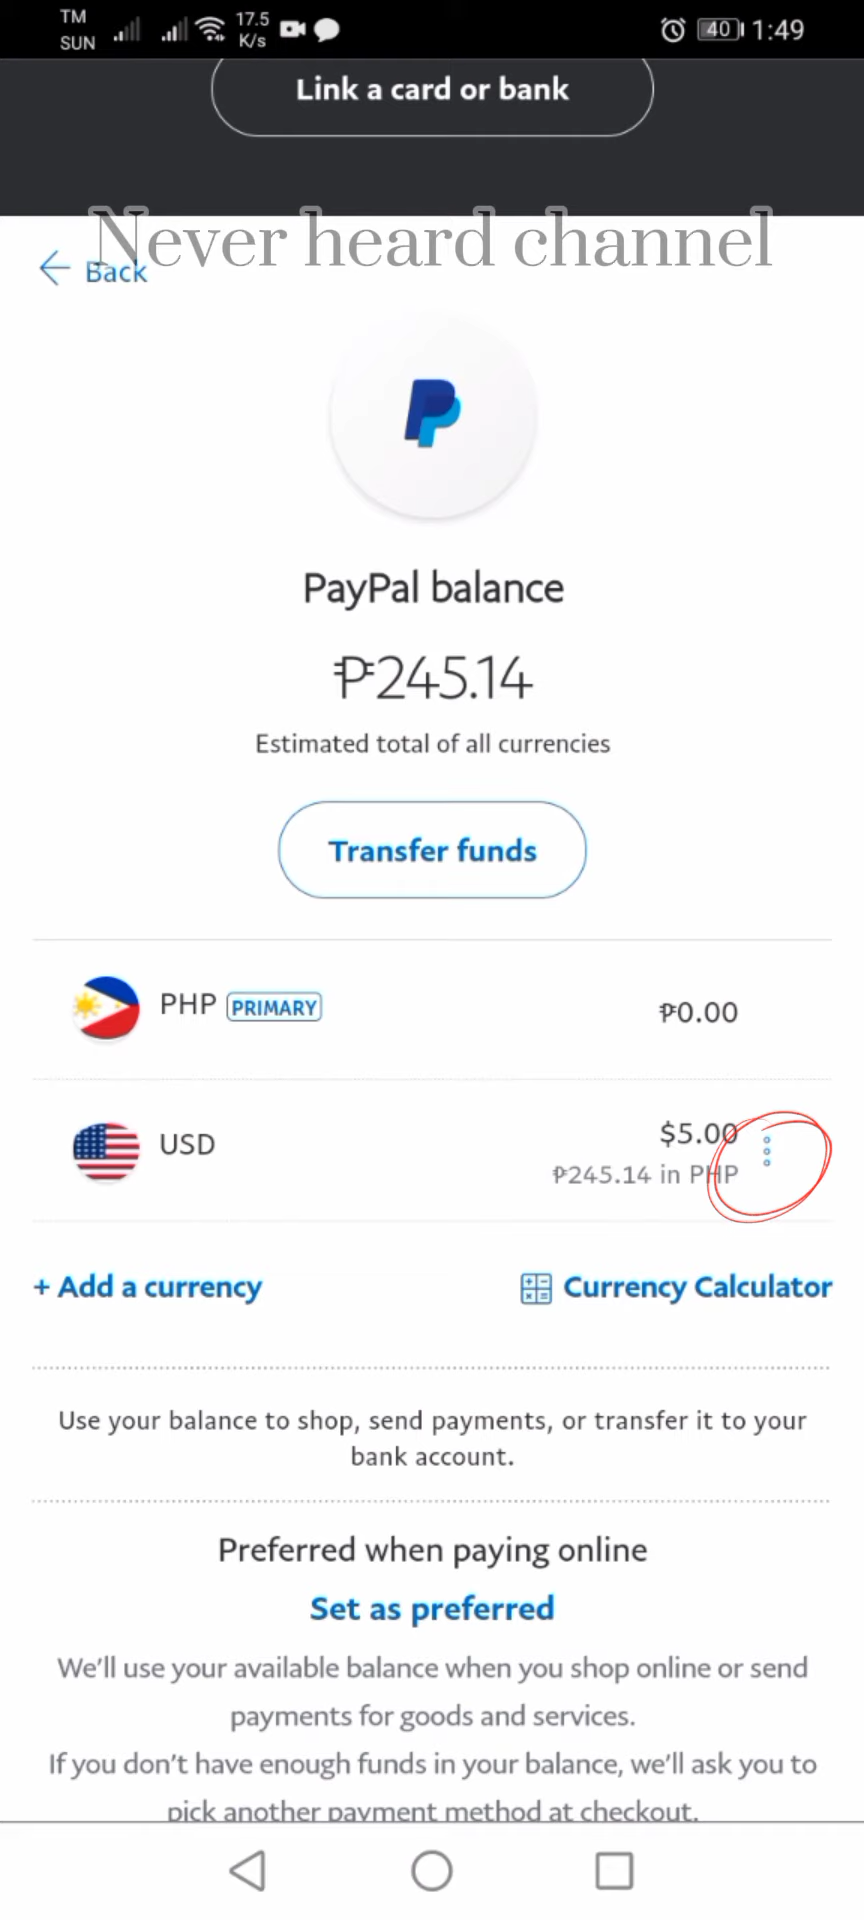 TM
SUN
17.5
K/s
40
1:49
Link a card or bank
Never heard channel
Back
PayPal balance
₱245.14
Estimated total of all currencies
Transfer funds
PHP PRIMARY
₱0.00
USD
$5.00
₱245.14 in PHP
+ Add a currency
Currency Calculator
Use your balance to shop, send payments, or transfer it to your
bank account.
Preferred when paying online
Set as preferred
We'll use your available balance when you shop online or send
payments for goods and services.
If you don't have enough funds in your balance, we'll ask you to
pick another payment method at checkout.